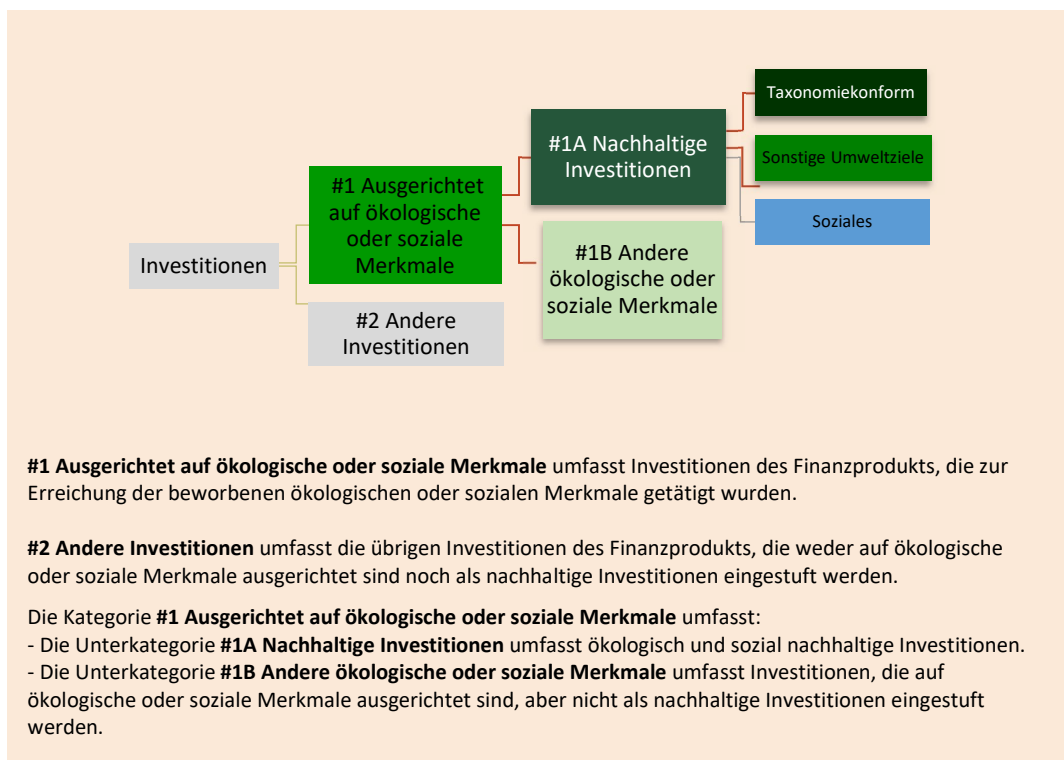 Taxonomiekonform
#1A Nachhaltige
Investitionen
Sonstige Umweltziele
#1 Ausgerichtet
auf ökologische
oder soziale
Merkmale
Soziales
Investitionen
#1B Andere
ökologische oder
soziale Merkmale
#2 Andere
Investitionen
#1 Ausgerichtet auf ökologische oder soziale Merkmale umfasst Investitionen des Finanzprodukts, die zur
Erreichung der beworbenen ökologischen oder sozialen Merkmale getätigt wurden.
#2 Andere Investitionen umfasst die übrigen Investitionen des Finanzprodukts, die weder auf ökologische
oder soziale Merkmale ausgerichtet sind noch als nachhaltige Investitionen eingestuft werden.
Die Kategorie #1 Ausgerichtet auf ökologische oder soziale Merkmale umfasst:
- Die Unterkategorie #1A Nachhaltige Investitionen umfasst ökologisch und sozial nachhaltige Investitionen.
- Die Unterkategorie #1B Andere ökologische oder soziale Merkmale umfasst Investitionen, die auf
ökologische oder soziale Merkmale ausgerichtet sind, aber nicht als nachhaltige Investitionen eingestuft
werden.